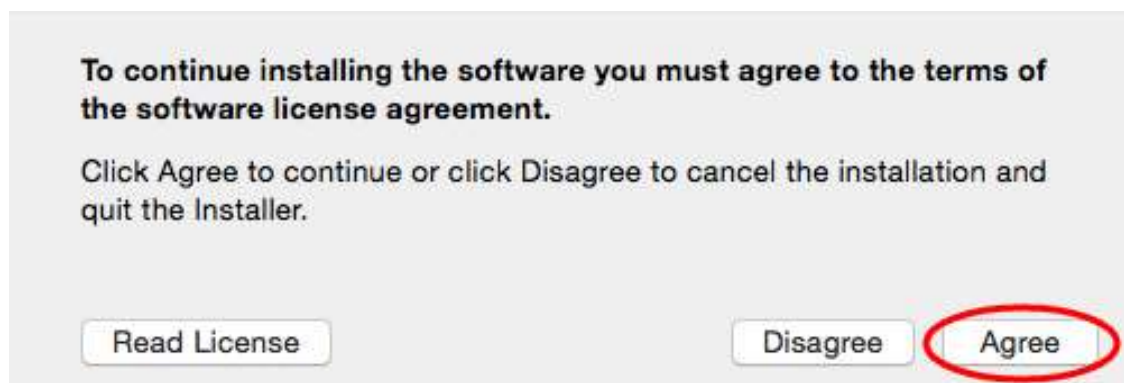 To continue installing the software you must agree to the terms of
the software license agreement.
Click Agree to continue or click Disagree to cancel the installation and
quit the Installer.
Read License Disagree Agree